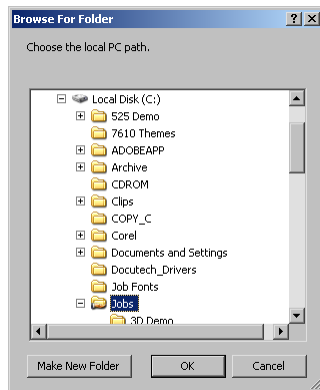 Browse For Folder
Choose the local PC path.
Local Disk (C:)
525 Demo
7610 Themes
ADOBEAPP
Archive
CDROM
Clips
COPY_C
Corel
Documents and Settings
Docutech_Drivers
Job Fonts
Jobs
3D Demo
Make New Folder
OK
Cancel